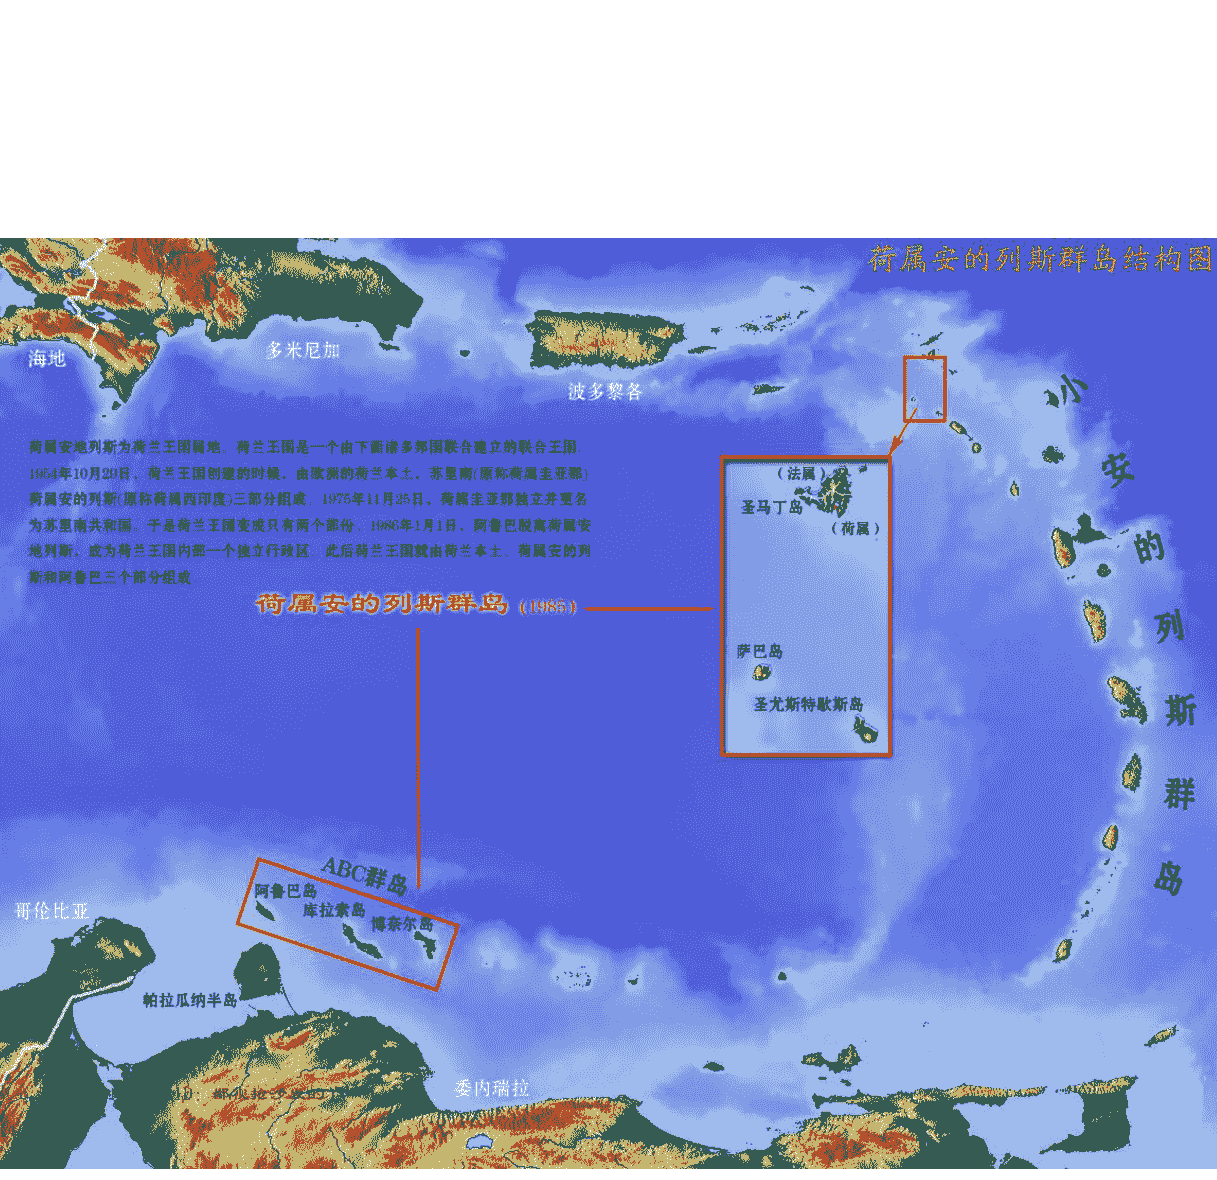 荷属安的列斯群岛结构图
海地
多米尼加
波多黎各
荷属安地列斯为荷兰王国属地。荷兰王国是一个由下能诸多邦国联合建立的联合王国.
1954年10月29日，荷兰王国创建的时候，由欧洲的荷兰本土，苏里南(原称荷属圭亚那)
荷属安的列斯(原称荷属西印度)三部分组成。1975年11月25日，荷属圭亚那独立并更名
为苏里南共和国。于是荷兰王国变成只有两个部份。1986年1月1日，阿鲁巴脱离荷属安
地列斯，成为荷兰王国内部一个独立行政区。此后荷兰王国就由荷兰本土、荷属安的列
斯和阿鲁巴三个部分组成
荷属安的列斯群岛 (1985)
(法属)
圣马丁岛
(荷属)
萨巴岛
圣尤斯特歇斯岛
小安的列斯群岛
ABC群岛
阿鲁巴岛
库拉索岛
博奈尔岛
哥伦比亚
帕拉瓜纳半岛
委内瑞拉